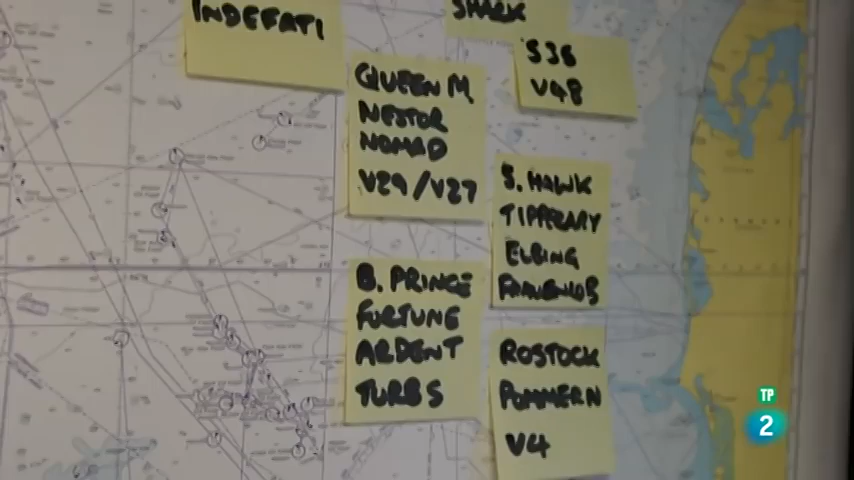 INDEFATI
SHARK
S36
V48
QUEEN M.
NESTOR
NOMAD
V29/V27
S. HAWK
TIPPERARY
ELBING
FRAUENLOB
B. PRINCE
FORTUNE
ARDENT
TURBS
ROSTOCK
POMMERN
V4
TP
2